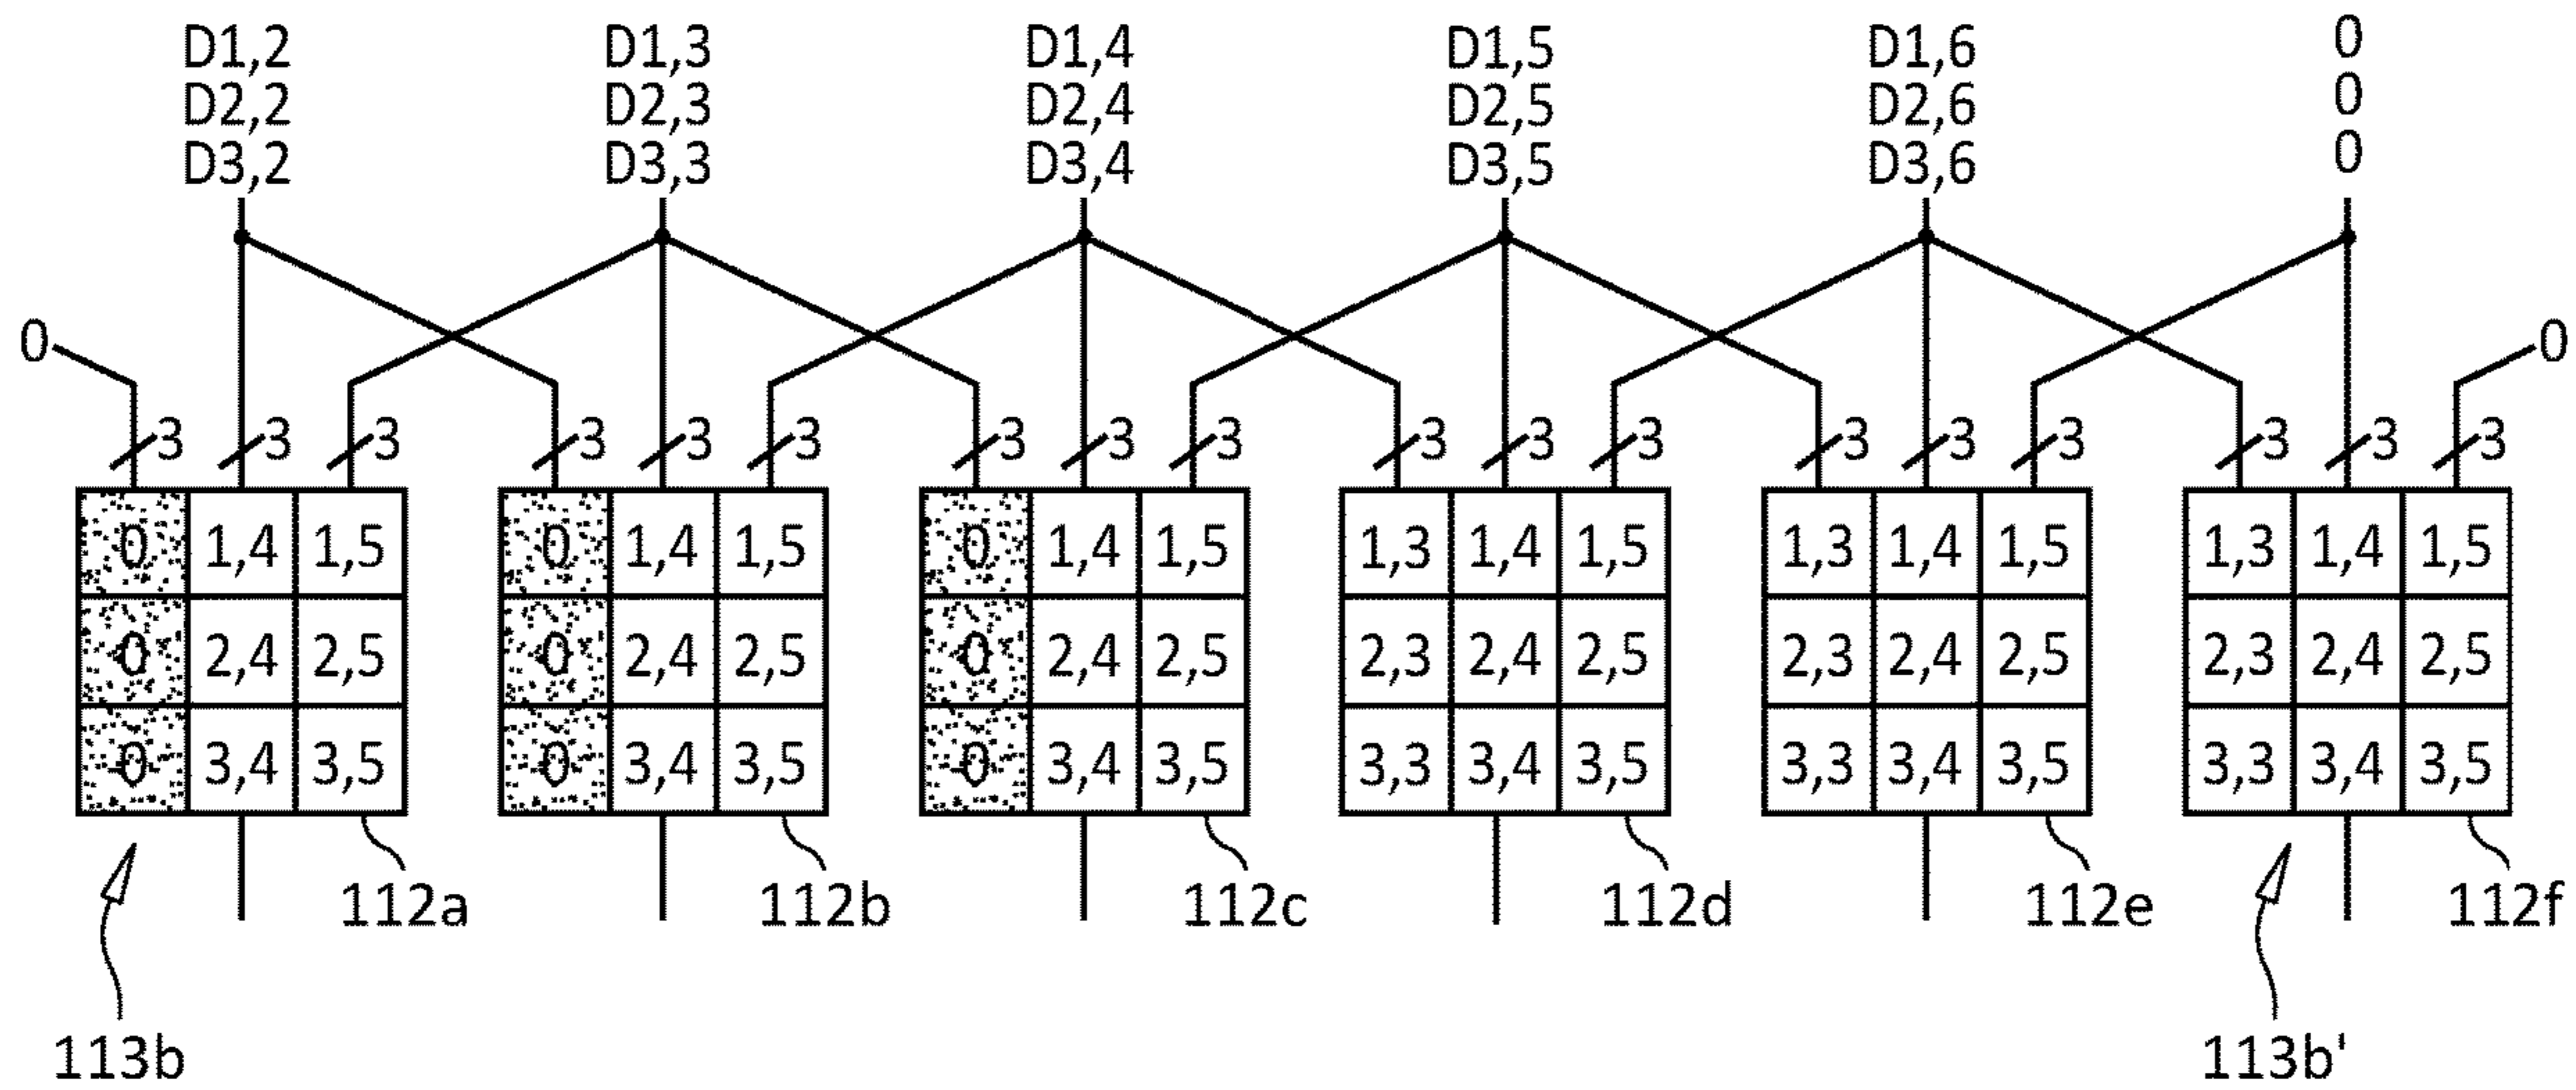 D1,2 D1,3 D1,4 D1,5 D1,6 0
D2,2 D2,3 D2,4 D2,5 D2,6 0
D3,2 D3,3 D3,4 D3,5 D3,6 0
0 0
3 3 3 3 3 3 3 3 3 3 3 3 3 3 3 3 3 3
0 1,4 1,5 0 1,4 1,5 0 1,4 1,5 1,3 1,4 1,5 1,3 1,4 1,5 1,3 1,4 1,5
0 2,4 2,5 0 2,4 2,5 0 2,4 2,5 2,3 2,4 2,5 2,3 2,4 2,5 2,3 2,4 2,5
0 3,4 3,5 0 3,4 3,5 0 3,4 3,5 3,3 3,4 3,5 3,3 3,4 3,5 3,3 3,4 3,5
112a 112b 112c 112d 112e 112f
113b 113b'